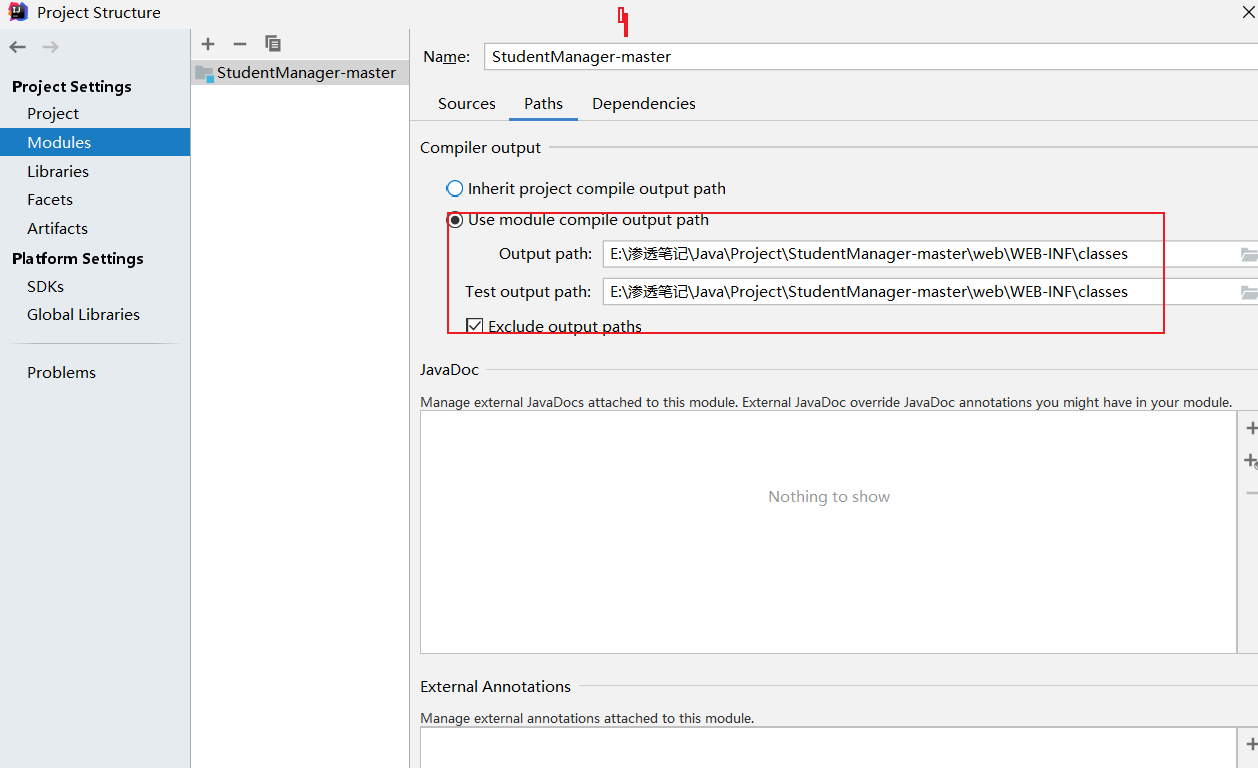 Project Structure
Project Settings
Project
Modules
Libraries
Facets
Artifacts
Platform Settings
SDKs
Global Libraries
Problems
StudentManager-master
Name: StudentManager-master
Sources Paths Dependencies
Compiler output
Inherit project compile output path
Use module compile output path
Output path: E:\渗透笔记\Java\Project\StudentManager-master\web\WEB-INF\classes
Test output path: E:\渗透笔记\Java\Project\StudentManager-master\web\WEB-INF\classes
Exclude output paths
JavaDoc
Manage external JavaDocs attached to this module. External JavaDoc override JavaDoc annotations you might have in your module.
Nothing to show
External Annotations
Manage external annotations attached to this module.